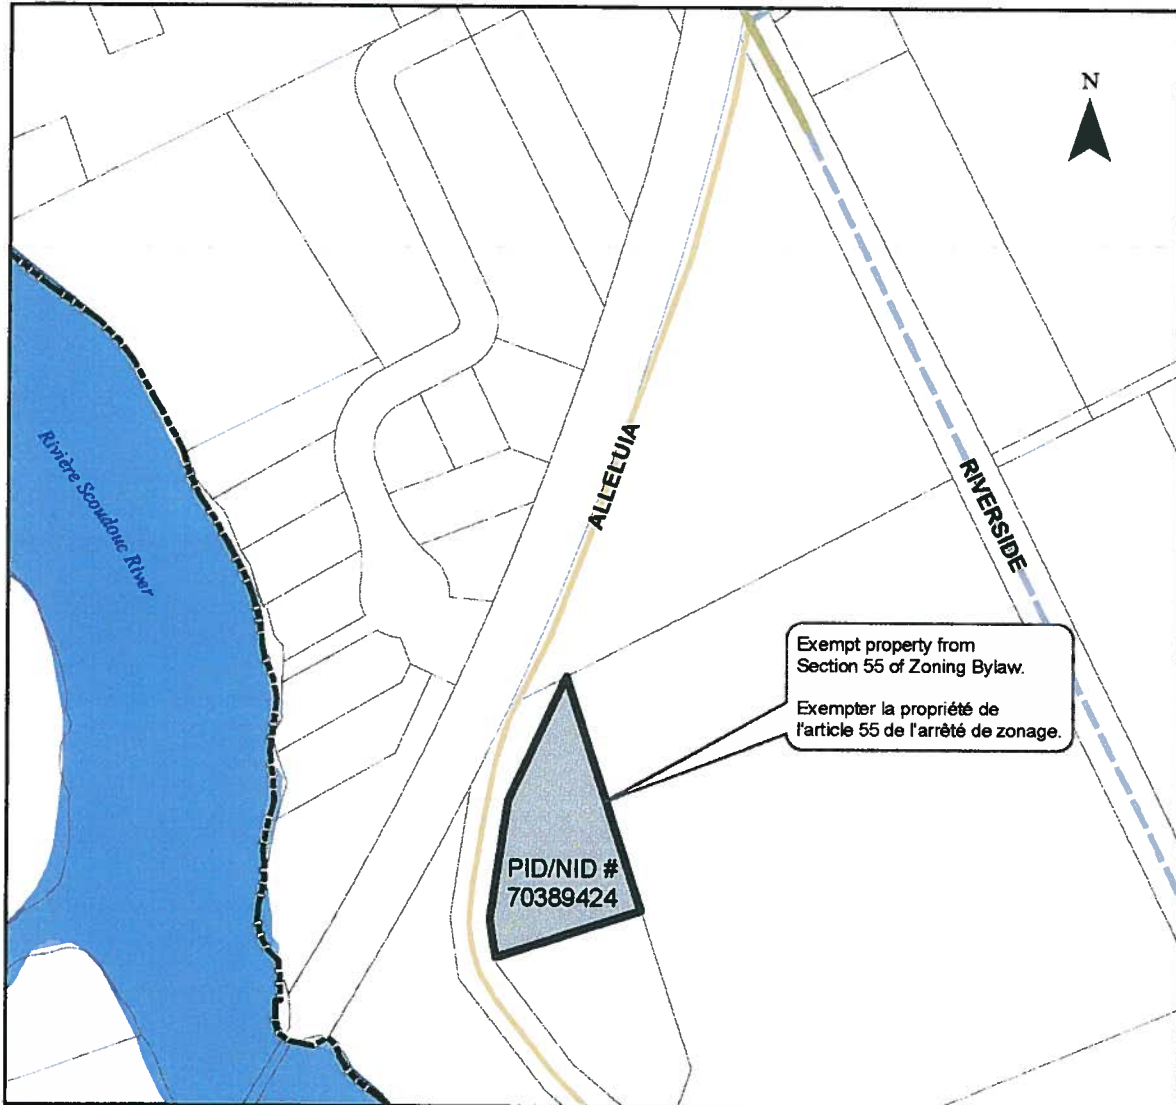 N
Rivière Scoudouc River
ALLELUIA
RIVERSIDE
Exempt property from
Section 55 of Zoning Bylaw.
Exempter la propriété de
l'article 55 de l'arrêté de zonage.
PID/NID #
70389424